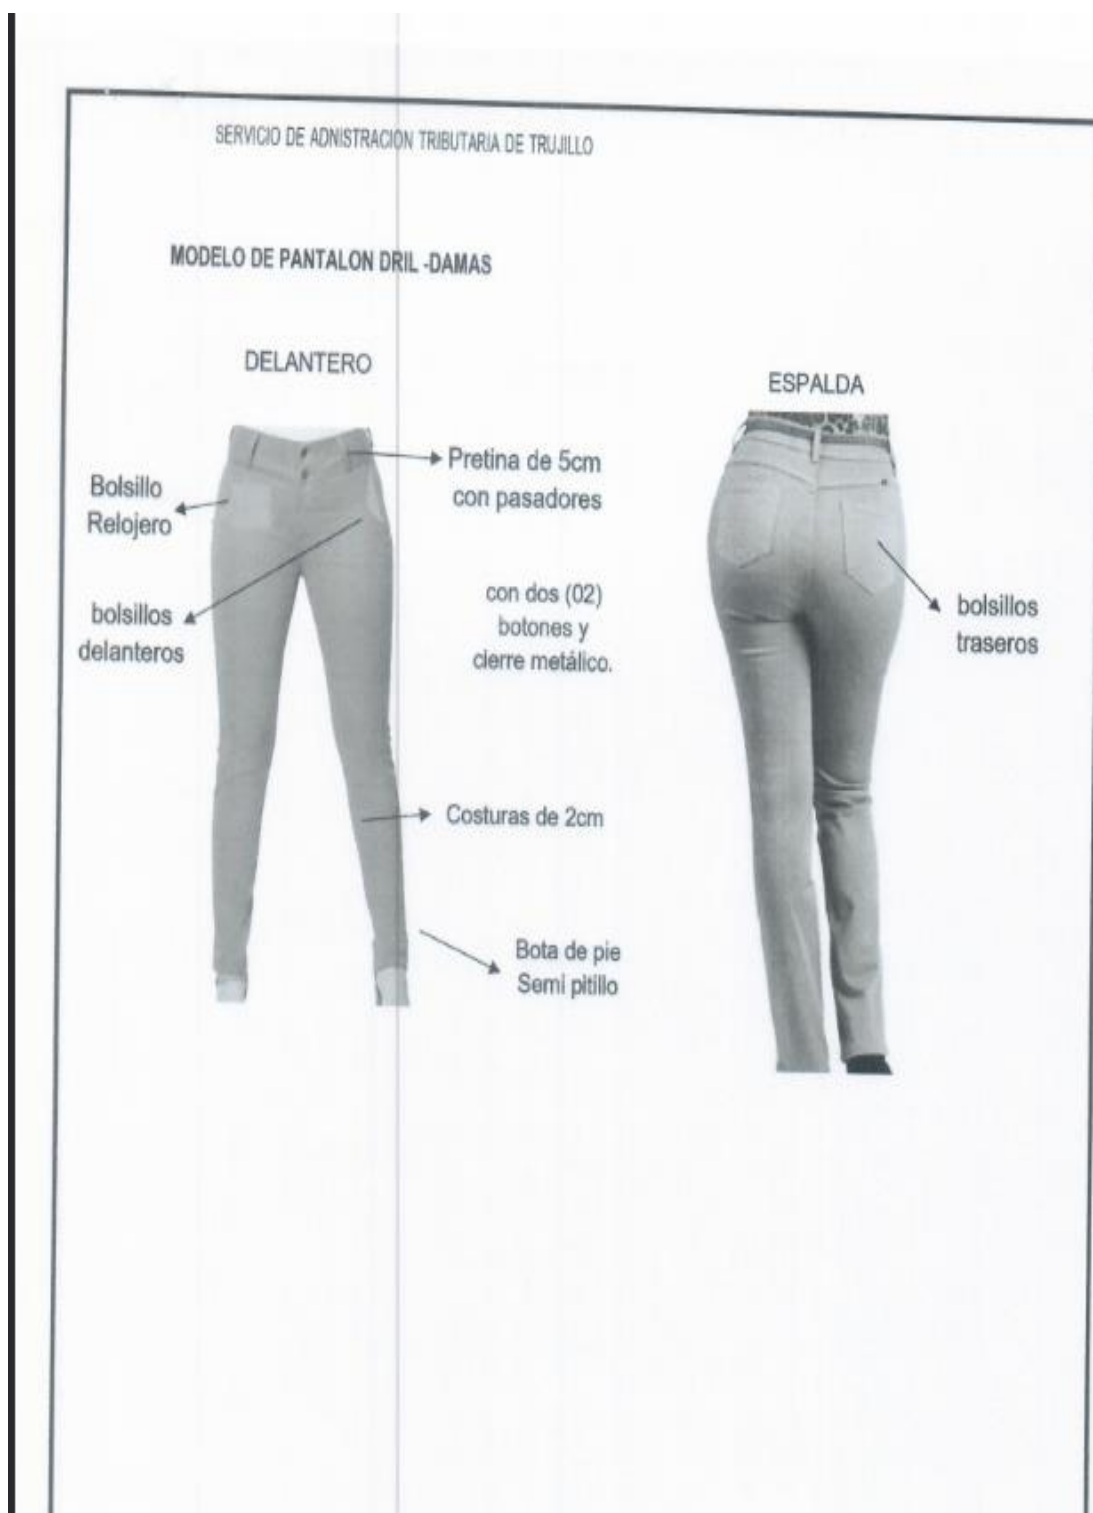 SERVICIO DE ADNISTRACION TRIBUTARIA DE TRUJILLO
MODELO DE PANTALON DRIL -DAMAS
DELANTERO
Bolsillo
Relojero
bolsillos
delanteros
Pretina de 5cm
con pasadores
con dos (02)
botones y
cierre metálico.
Costuras de 2cm
Bota de pie
Semi pitillo
ESPALDA
bolsillos
traseros